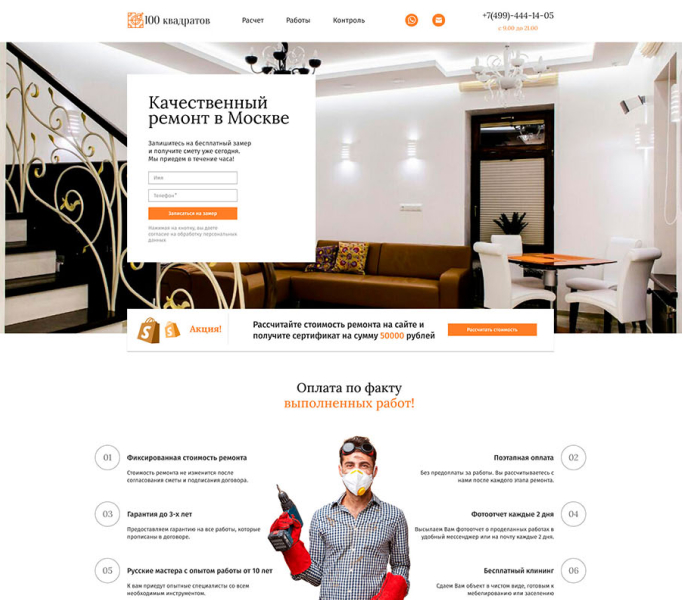 100 квадратов
Расчет
Работы
Контроль
+7(499)-444-14-05
с 9:00 до 21:00
Качественный
ремонт в Москве
Запишитесь на бесплатный замер
и получите смету уже сегодня.
Мы приедем в течение часа!
Имя
Телефон*
Записаться на замер
Нажимая на кнопку, вы даете
согласие на обработку персональных
данных
Акция!
Рассчитайте стоимость ремонта на сайте и
получите сертификат на сумму 50000 рублей
Рассчитать стоимость
Оплата по факту
выполненных работ!
01
Фиксированная стоимость ремонта
Стоимость ремонта не изменится после
согласования сметы и подписания договора.
Поэтапная оплата
02
Без предоплаты за работы. Вы рассчитываетесь с
нами после каждого этапа ремонта.
03
Гарантия до 3-х лет
Предоставляем гарантию на все работы, которые
прописаны в договоре.
Фотоотчет каждые 2 дня
04
Высылаем Вам фотоотчет о проделанных работах в
удобный мессенджер или на почту каждые 2 дня.
05
Русские мастера с опытом работы от 10 лет
К вам приедут опытные специалисты со всем
необходимым инструментом.
Бесплатный клининг
06
Сдаем Вам объект в чистом виде, готовым к
мебелированию или заселению